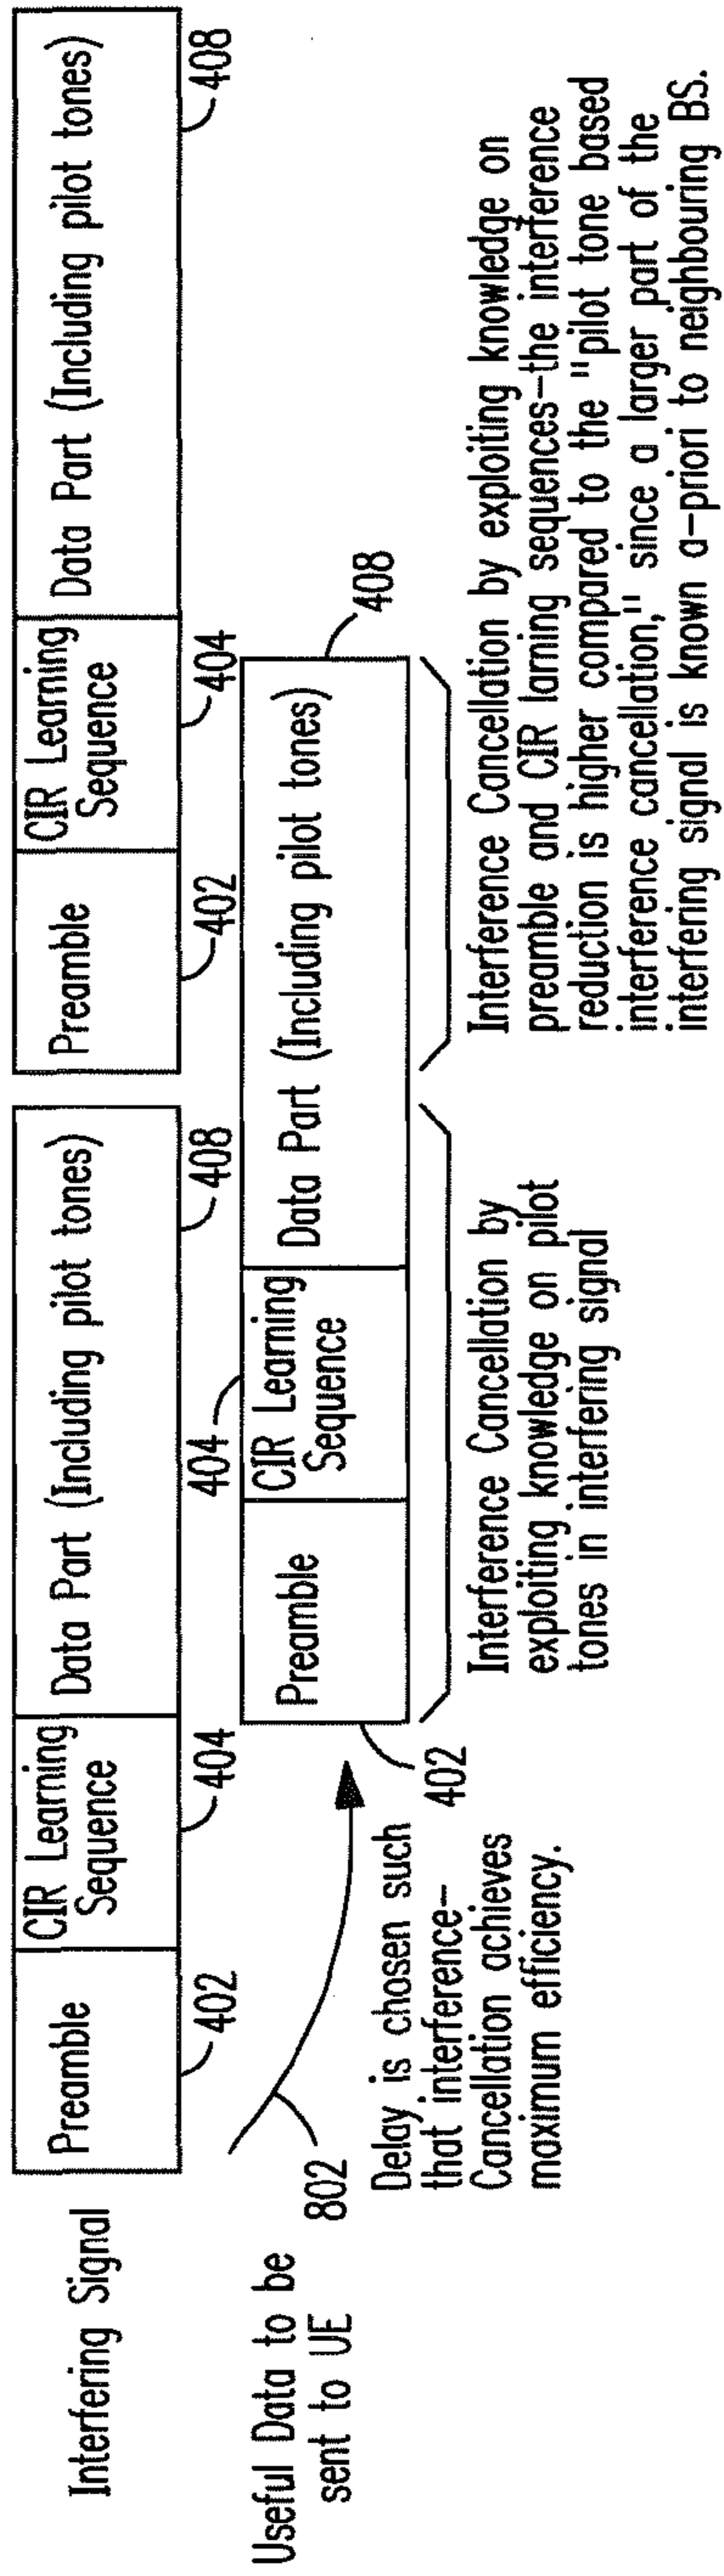 Interfering Signal
Preamble
CIR Learning
Sequence
Data Part (Including pilot tones)
Preamble
CIR Learning
Sequence
Data Part (Including pilot tones)
402
404
408
402
404
408
Useful Data to be
sent to UE
802
Delay is chosen such
that interference-
Cancellation achieves
maximum efficiency.
404
Preamble
CIR Learning
Sequence
Data Part (Including pilot tones)
402
408
Interference Cancellation by
exploiting knowledge on pilot
tones in interfering signal
Interference Cancellation by exploiting knowledge on
preamble and CIR larning sequences-the interference
reduction is higher compared to the "pilot tone based
interference cancellation," since a larger part of the
interfering signal is known a-priori to neighbouring BS.